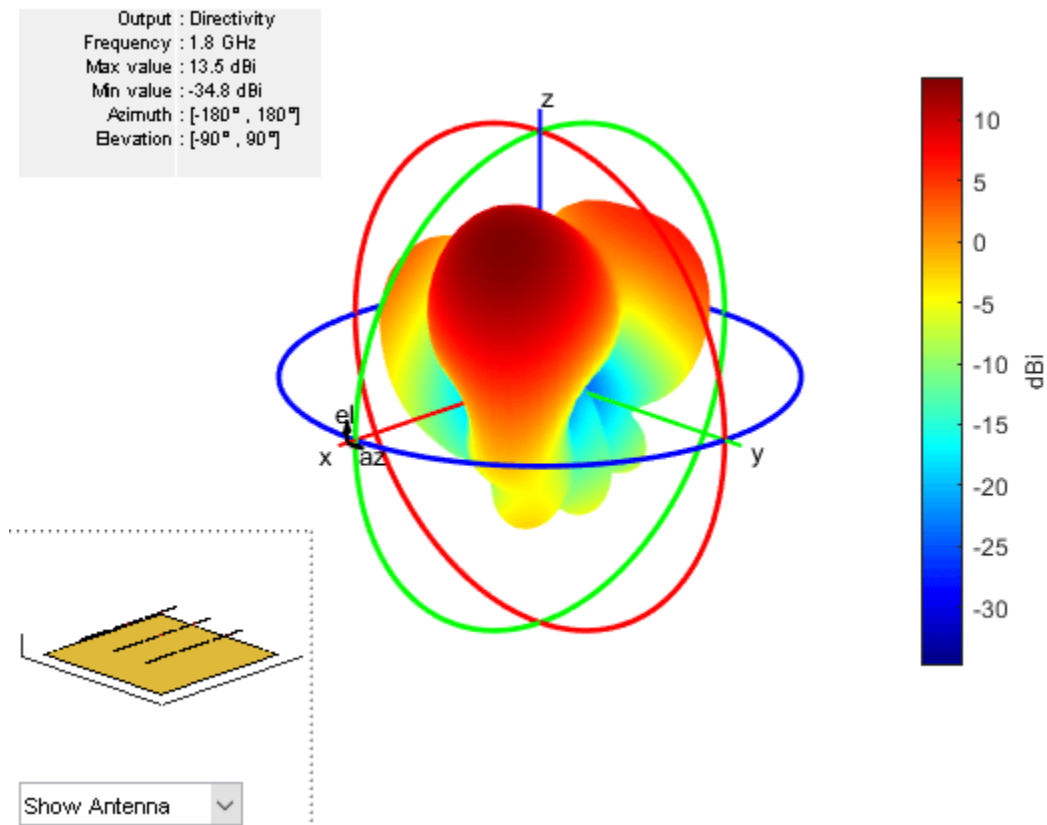 Output : Directivity
Frequency : 1.8 GHz
Max value : 13.5 dBi
Min value : -34.8 dBi
Azimuth : [-180° , 180°]
Elevation : [-90° , 90°]
z
el
x
az
y
10
5
0
-5
-10
-15
-20
-25
-30
dBi
Show Antenna